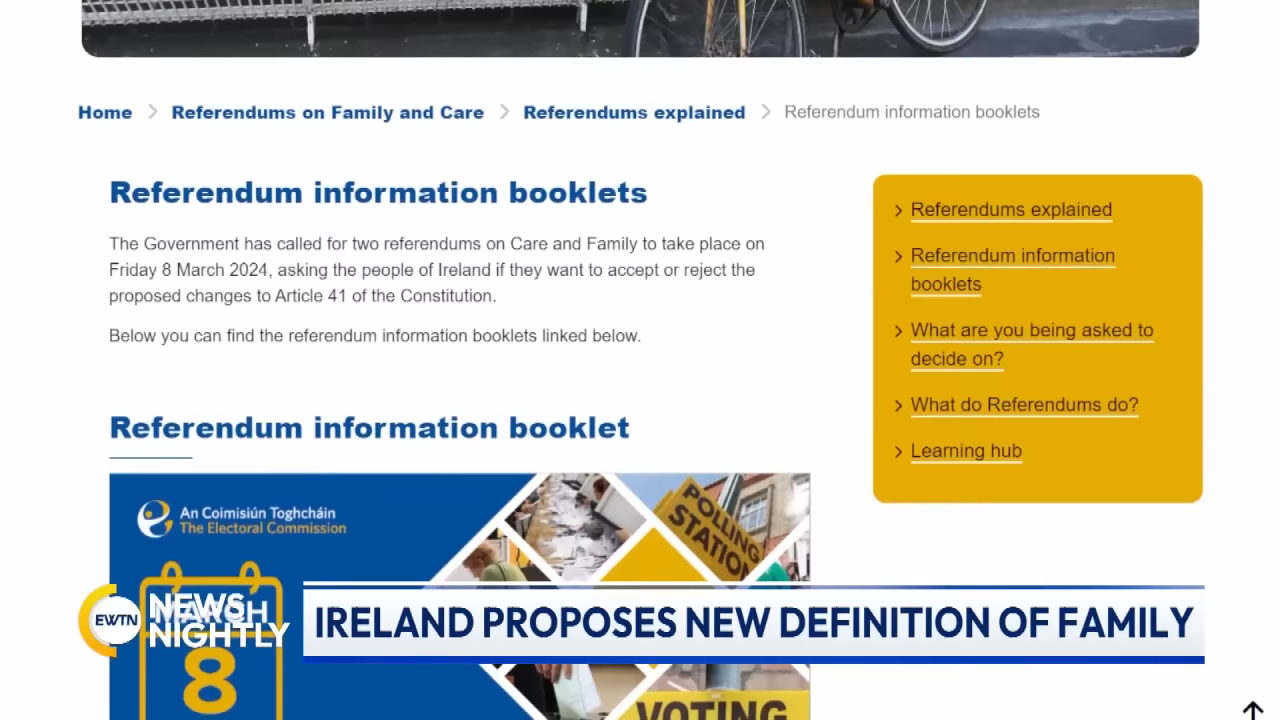 Home
Referendums on Family and Care
Referendums explained
Referendum information booklets
Referendum information booklets
The Government has called for two referendums on Care and Family to take place on
Friday 8 March 2024, asking the people of Ireland if they want to accept or reject the
proposed changes to Article 41 of the Constitution.
Below you can find the referendum information booklets linked below.
Referendums explained
Referendum information
booklets
What are you being asked to
decide on?
What do Referendums do?
Learning hub
Referendum information booklet
An Coimisiún Toghcháin
The Electoral Commission
POLLING
STATION
MARCH
8
VOTING
EWTN
NEWS
NIGHTLY
IRELAND PROPOSES NEW DEFINITION OF FAMILY